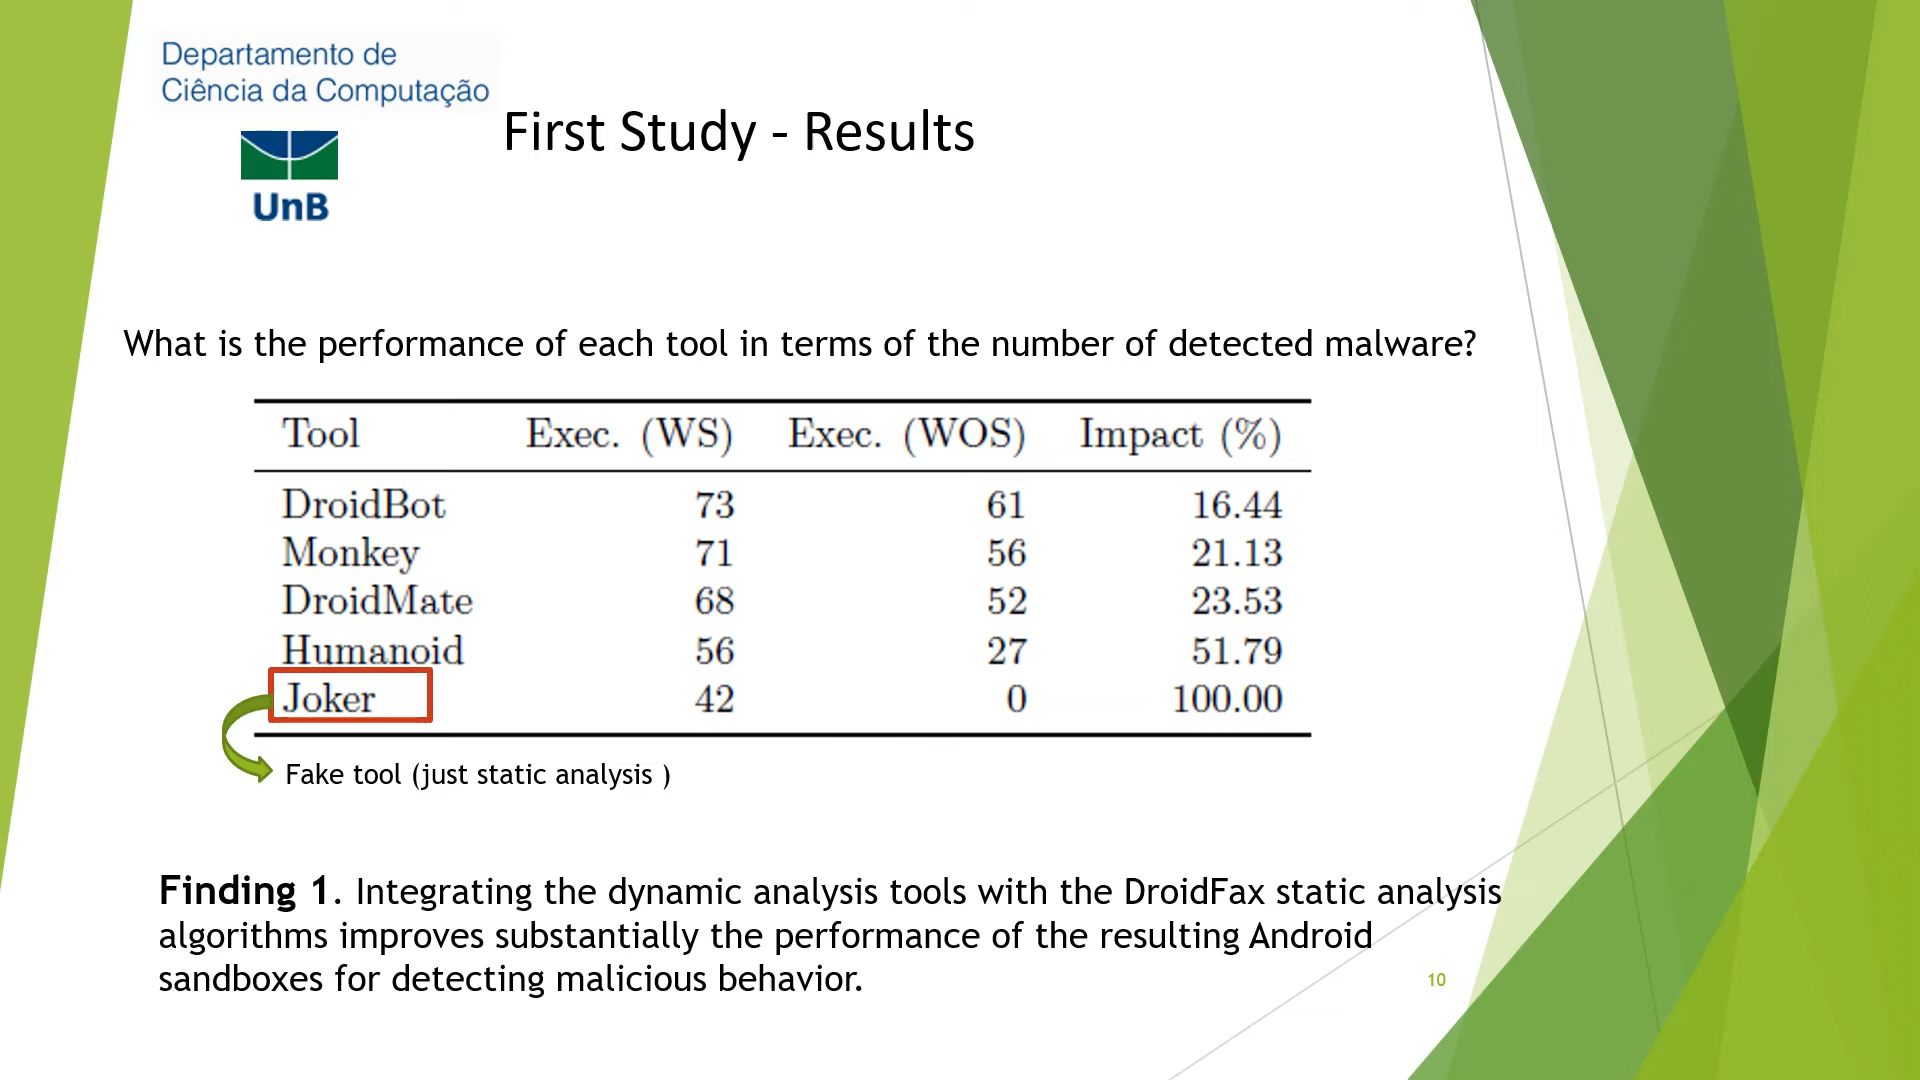 Departamento de
Ciência da Computação
UnB
First Study - Results
What is the performance of each tool in terms of the number of detected malware?
Tool Exec. (WS) Exec. (WOS) Impact (%)
DroidBot 73 61 16.44
Monkey 71 56 21.13
DroidMate 68 52 23.53
Humanoid 56 27 51.79
Joker 42 0 100.00
Fake tool (just static analysis )
Finding 1. Integrating the dynamic analysis tools with the DroidFax static analysis
algorithms improves substantially the performance of the resulting Android
sandboxes for detecting malicious behavior.
10